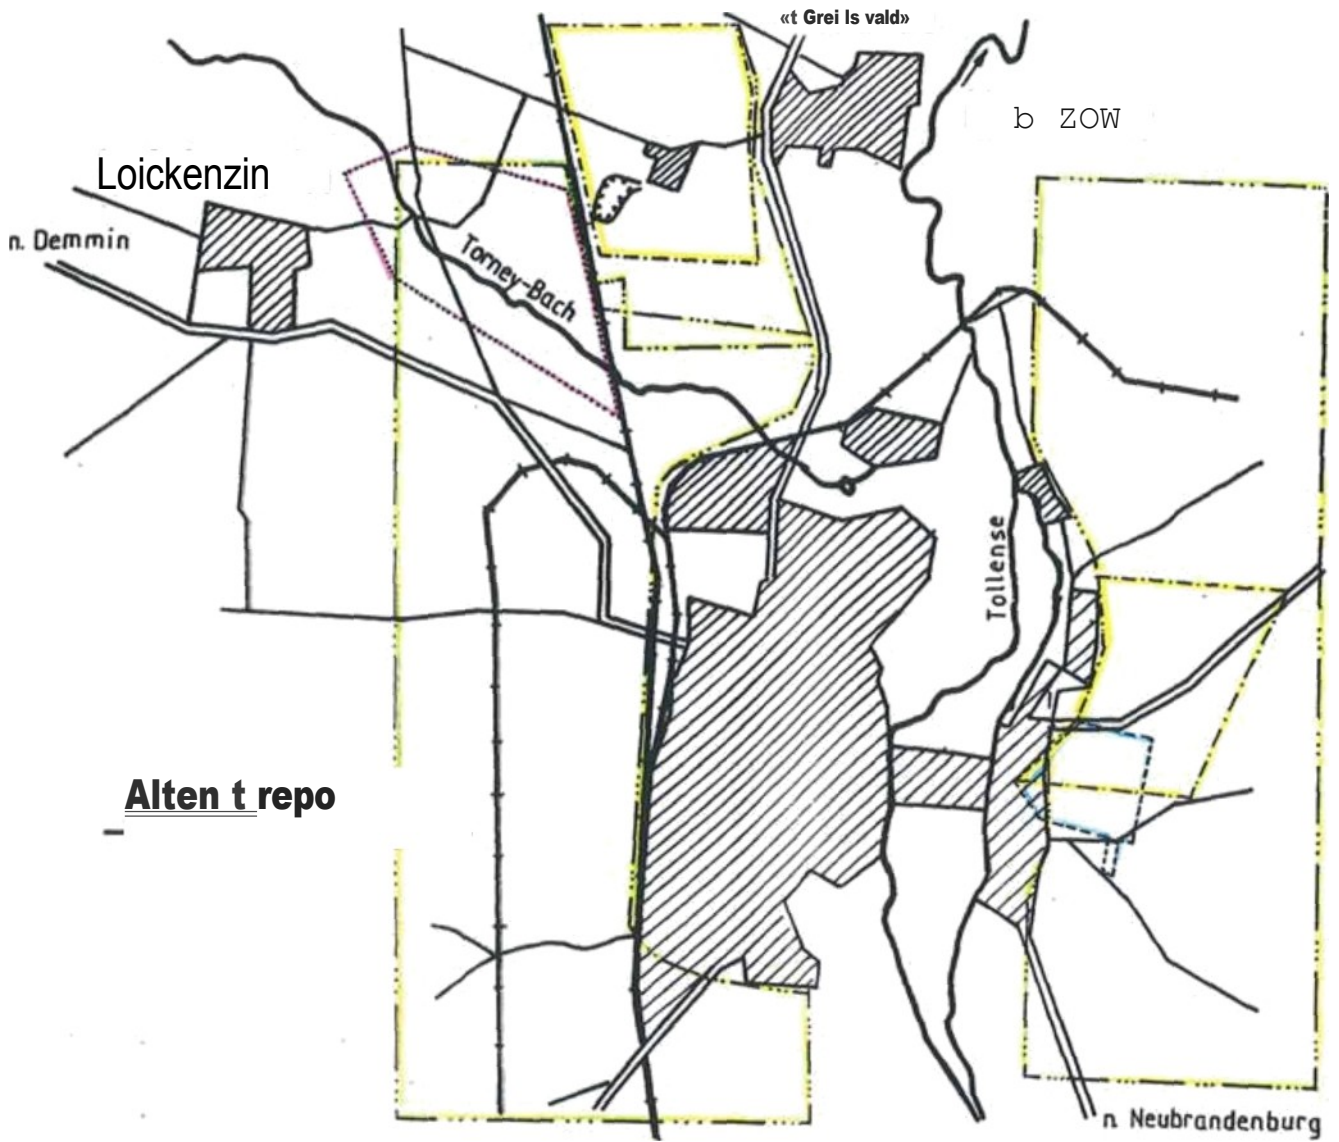 «t Grei ls vald»
b ZOW
Loickenzin
n. Demmin
Torney-Bach
Tollense
Alten t repo
n. Neubrandenburg